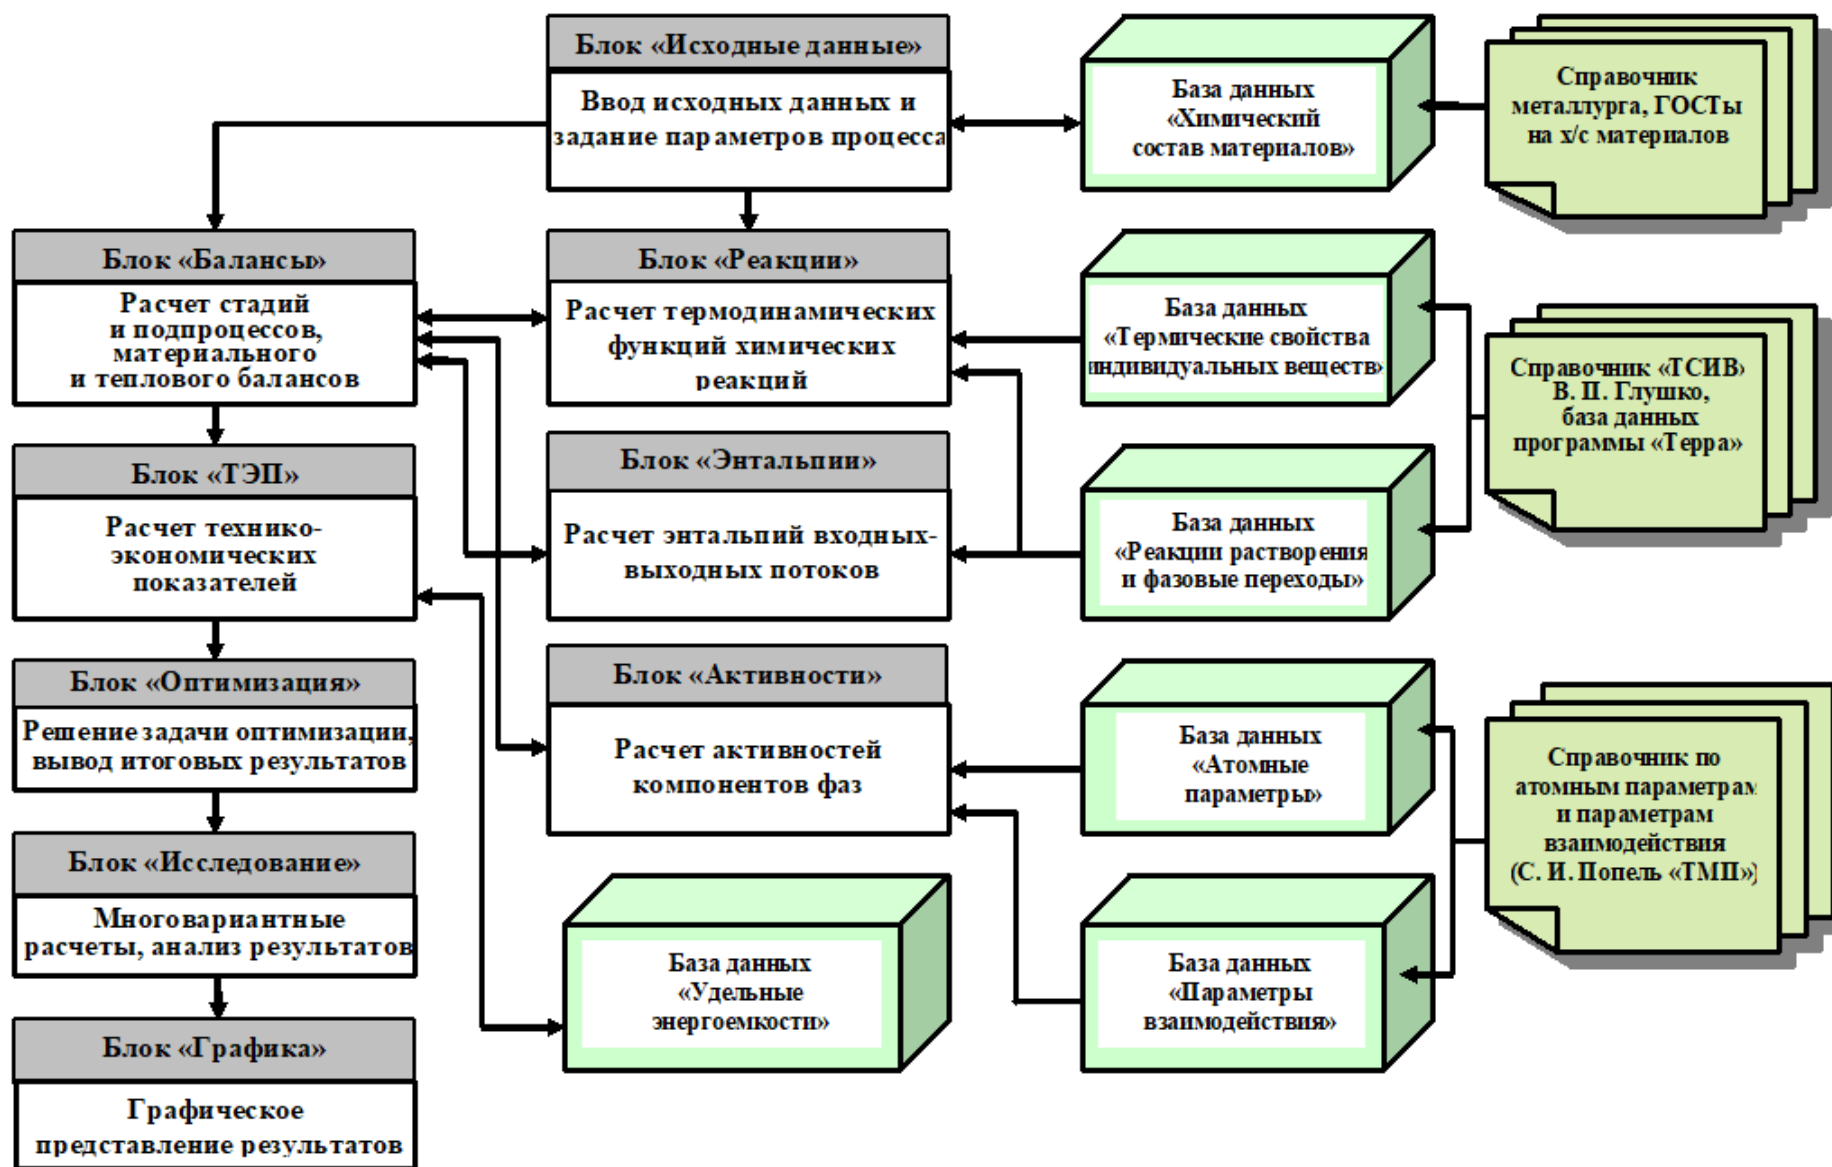 Блок «Исходные данные»
Ввод исходных данных и
задание параметров процесса
База данных
«Химический
состав материалов»
Справочник
металлурга, ГОСТы
на х/с материалов
Блок «Балансы»
Расчет стадий
и подпроцессов,
материального
и теплового балансов
Блок «Реакции»
Расчет термодинамических
функций химических
реакций
База данных
«Термические свойства
индивидуальных веществ»
Справочник «ТСИВ»
В. П. Глушко,
база данных
программы «Терра»
Блок «ТЭП»
Расчет технико-
экономических
показателей
Блок «Энтальпии»
Расчет энтальпий входных-
выходных потоков
База данных
«Реакции растворения
и фазовые переходы»
Блок «Оптимизация»
Решение задачи оптимизации,
вывод итоговых результатов
Блок «Активности»
Расчет активностей
компонентов фаз
База данных
«Атомные
параметры»
Справочник по
атомным параметрам
и параметрам
взаимодействия
(С. И. Попель «ТМП»)
Блок «Исследование»
Многовариантные
расчеты, анализ результатов
База данных
«Удельные
энергоемкости»
База данных
«Параметры
взаимодействия»
Блок «Графика»
Графическое
представление результатов